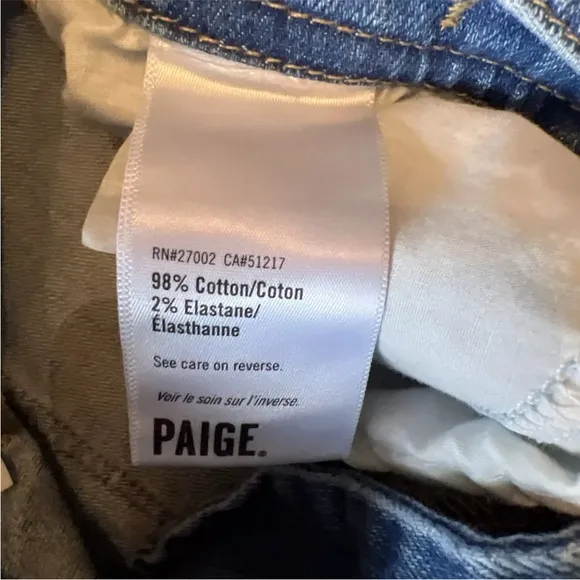 RN#27002 CA#51217
98% Cotton/Coton
2% Elastane/
Élasthanne
See care on reverse.
Voir le soin sur l'inverse.
PAIGE.